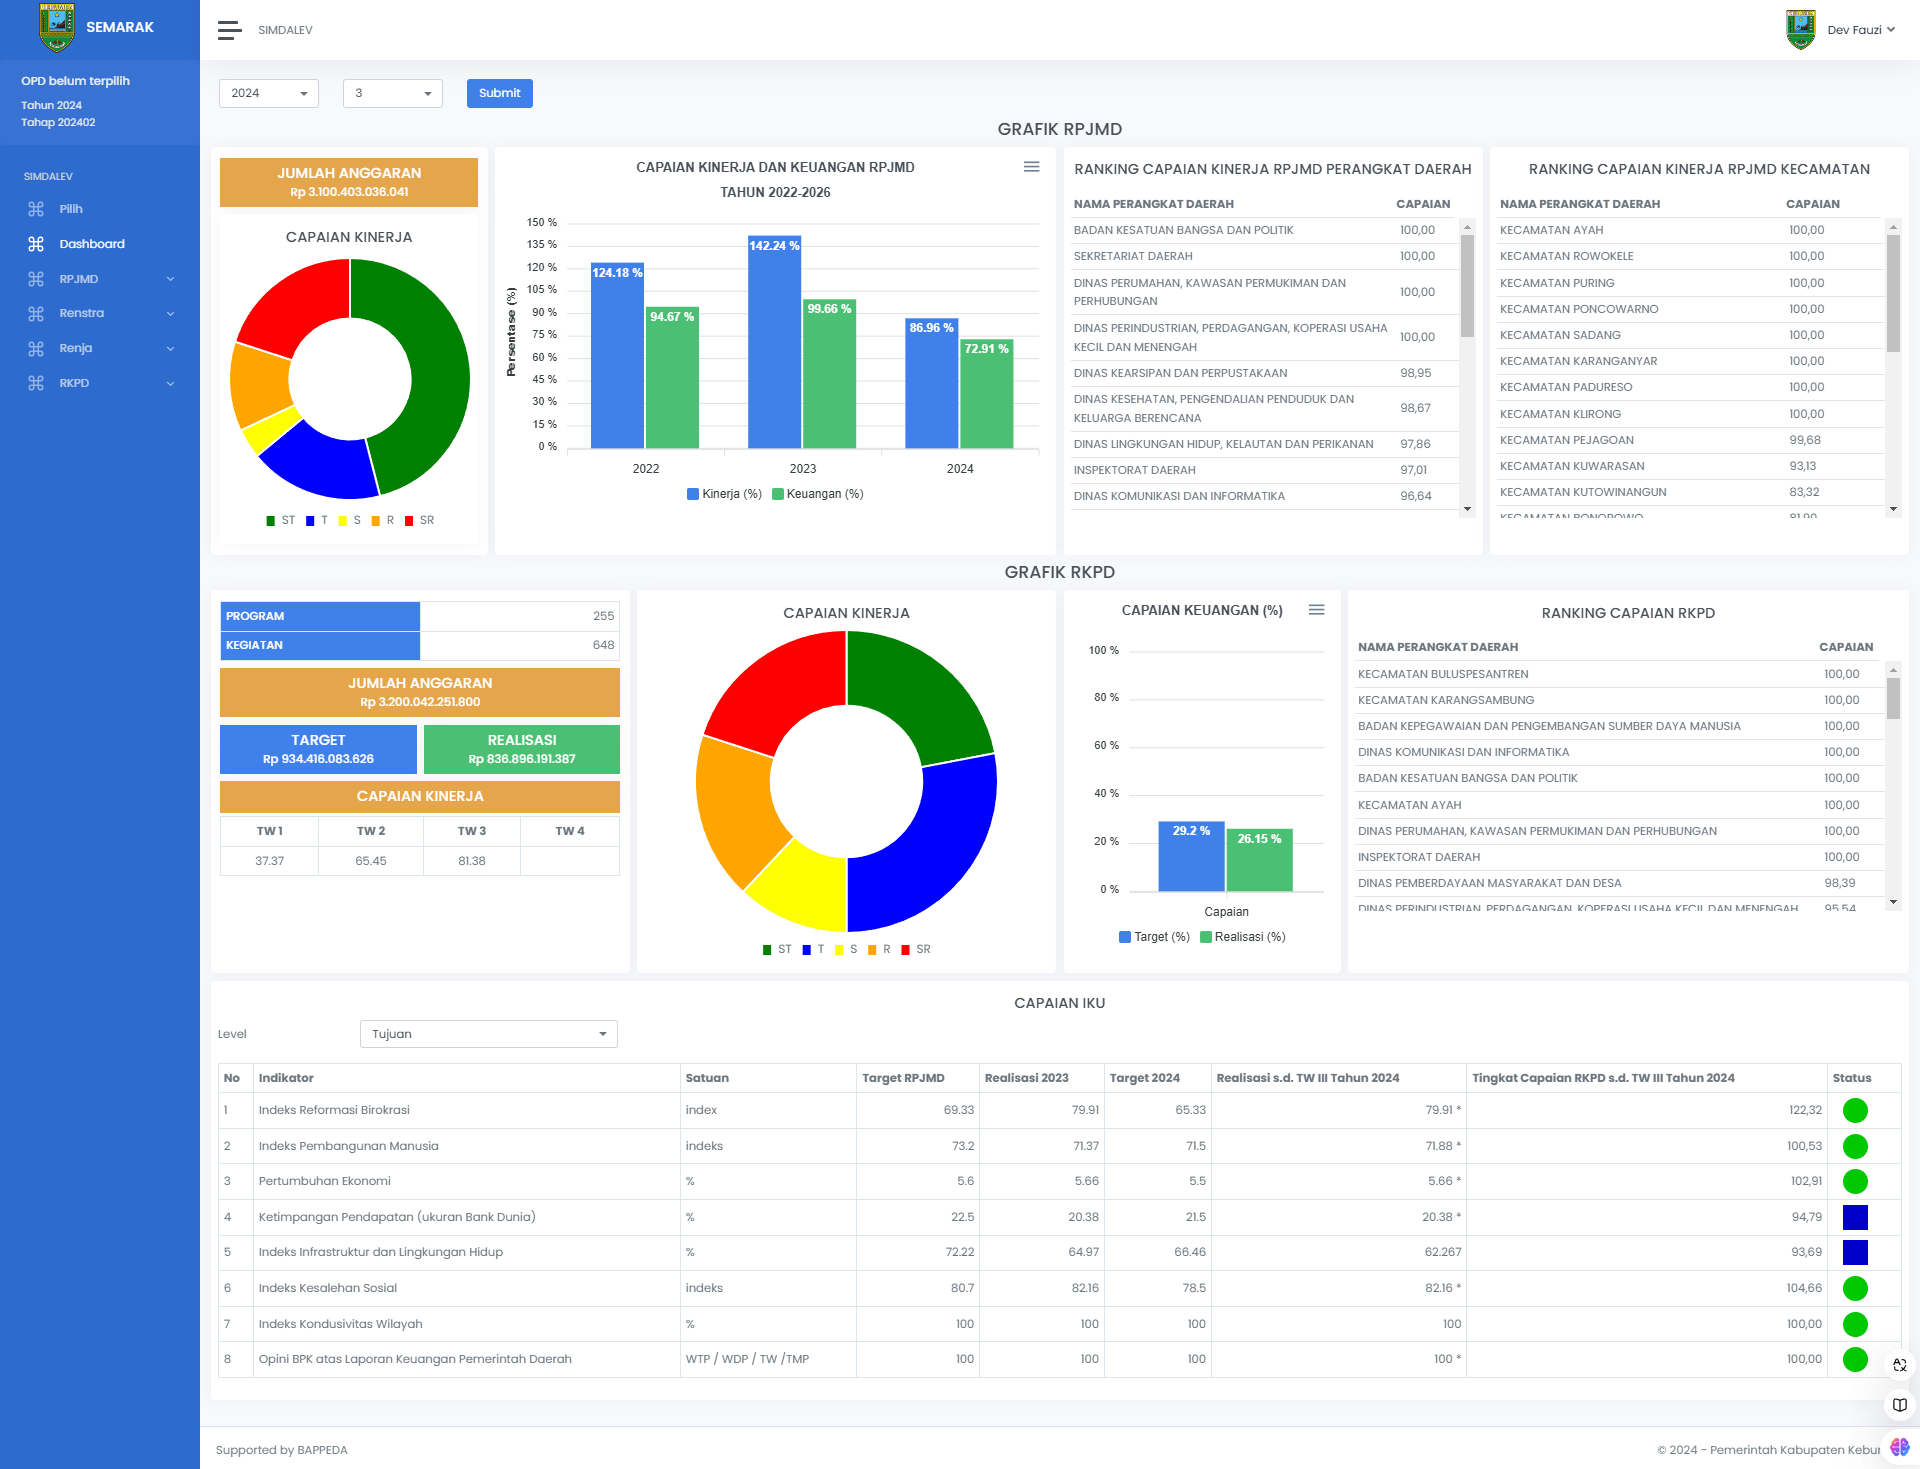 SEMARAK
SIMDALEV
Dev Fauzi
OPD belum terpilih
Tahun 2024
Tahap 202402
SIMDALEV
Pilih
Dashboard
RPJMD
Renstra
Renja
RKPD
2024
3
Submit
GRAFIK RPJMD
JUMLAH ANGGARAN
Rp 3.100.403.036.041
CAPAIAN KINERJA
ST T S R SR
CAPAIAN KINERJA DAN KEUANGAN RPJMD
TAHUN 2022-2026
Persentase (%)
150 %
135 %
120 %
105 %
90 %
75 %
60 %
45 %
30 %
15 %
0 %
124.18 %
94.67 %
142.24 %
99.66 %
86.96 %
72.91 %
2022 2023 2024
Kinerja (%) Keuangan (%)
RANKING CAPAIAN KINERJA RPJMD PERANGKAT DAERAH
NAMA PERANGKAT DAERAH CAPAIAN
BADAN KESATUAN BANGSA DAN POLITIK 100,00
SEKRETARIAT DAERAH 100,00
DINAS PERUMAHAN, KAWASAN PERMUKIMAN DAN
PERHUBUNGAN 100,00
DINAS PERINDUSTRIAN, PERDAGANGAN, KOPERASI USAHA
KECIL DAN MENENGAH 100,00
DINAS KEARSIPAN DAN PERPUSTAKAAN 98,95
DINAS KESEHATAN, PENGENDALIAN PENDUDUK DAN
KELUARGA BERENCANA 98,67
DINAS LINGKUNGAN HIDUP, KELAUTAN DAN PERIKANAN 97,86
INSPEKTORAT DAERAH 97,01
DINAS KOMUNIKASI DAN INFORMATIKA 96,64
RANKING CAPAIAN KINERJA RPJMD KECAMATAN
NAMA PERANGKAT DAERAH CAPAIAN
KECAMATAN AYAH 100,00
KECAMATAN ROWOKELE 100,00
KECAMATAN PURING 100,00
KECAMATAN PONCOWARNO 100,00
KECAMATAN SADANG 100,00
KECAMATAN KARANGANYAR 100,00
KECAMATAN PADURESO 100,00
KECAMATAN KLIRONG 100,00
KECAMATAN PEJAGOAN 99,68
KECAMATAN KUWARASAN 93,13
KECAMATAN KUTOWINANGUN 83,32
KECAMATAN BONOROWO 81,90
GRAFIK RKPD
PROGRAM 255
KEGIATAN 648
JUMLAH ANGGARAN
Rp 3.200.042.251.800
TARGET
Rp 934.416.083.626
REALISASI
Rp 836.896.191.387
CAPAIAN KINERJA
TW 1 TW 2 TW 3 TW 4
37.37 65.45 81.38
CAPAIAN KINERJA
ST T S R SR
CAPAIAN KEUANGAN (%)
100 %
80 %
60 %
40 %
20 %
0 %
29.2 %
26.15 %
Capaian
Target (%) Realisasi (%)
RANKING CAPAIAN RKPD
NAMA PERANGKAT DAERAH CAPAIAN
KECAMATAN BULUSPESANTREN 100,00
KECAMATAN KARANGSAMBUNG 100,00
BADAN KEPEGAWAIAN DAN PENGEMBANGAN SUMBER DAYA MANUSIA 100,00
DINAS KOMUNIKASI DAN INFORMATIKA 100,00
BADAN KESATUAN BANGSA DAN POLITIK 100,00
KECAMATAN AYAH 100,00
DINAS PERUMAHAN, KAWASAN PERMUKIMAN DAN PERHUBUNGAN 100,00
INSPEKTORAT DAERAH 100,00
DINAS PEMBERDAYAAN MASYARAKAT DAN DESA 98,39
DINAS PERINDUSTRIAN, PERDAGANGAN, KOPERASI USAHA KECIL DAN MENENGAH 95,54
CAPAIAN IKU
Level Tujuan
No Indikator Satuan Target RPJMD Realisasi 2023 Target 2024 Realisasi s.d. TW III Tahun 2024 Tingkat Capaian RKPD s.d. TW III Tahun 2024 Status
1 Indeks Reformasi Birokrasi index 69.33 79.91 65.33 79.91 * 122,32
2 Indeks Pembangunan Manusia indeks 73.2 71.37 71.5 71.88 * 100,53
3 Pertumbuhan Ekonomi % 5.6 5.66 5.5 5.66 * 102,91
4 Ketimpangan Pendapatan (ukuran Bank Dunia) % 22.5 20.38 21.5 20.38 * 94,79
5 Indeks Infrastruktur dan Lingkungan Hidup % 72.22 64.97 66.46 62.267 93,69
6 Indeks Kesalehan Sosial indeks 80.7 82.16 78.5 82.16 * 104,66
7 Indeks Kondusivitas Wilayah % 100 100 100 100 100,00
8 Opini BPK atas Laporan Keuangan Pemerintah Daerah WTP / WDP / TW /TMP 100 100 100 100 * 100,00
Supported by BAPPEDA
© 2024 - Pemerintah Kabupaten Kebu